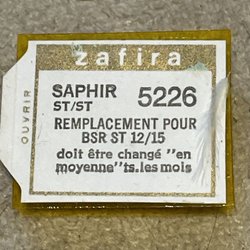 zafira
OUVRIR
SAPHIR 5226
ST/ST
REMPLACEMENT POUR
BSR ST 12/15
doit être changé "en
moyenne" ts. les mois